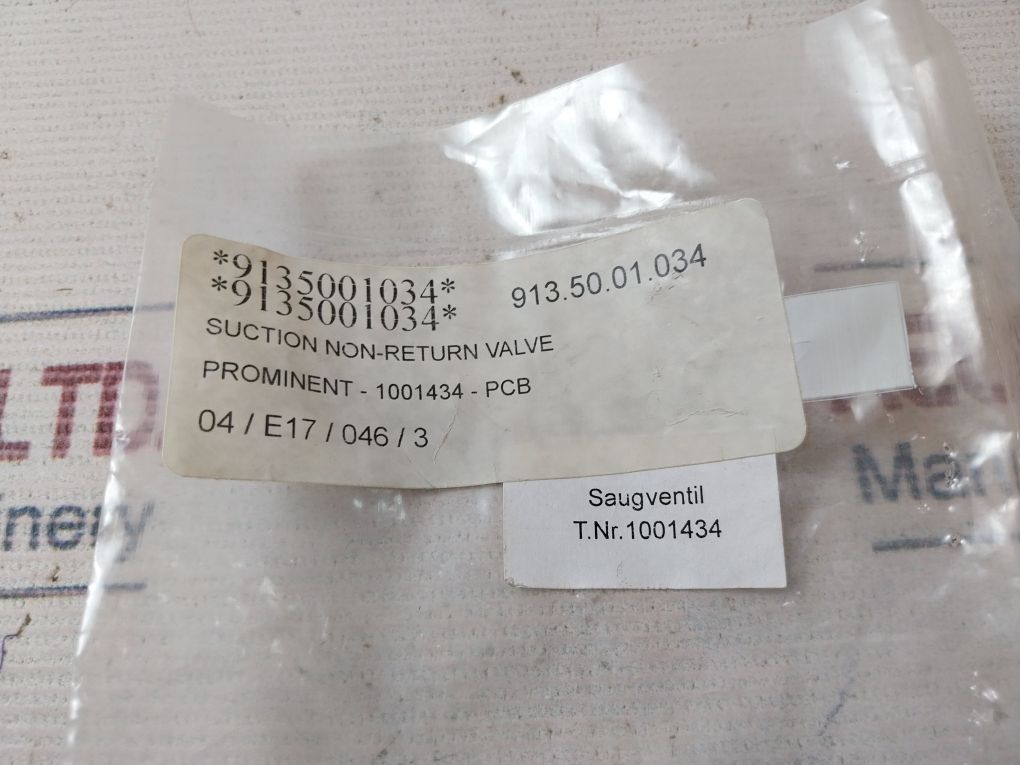 *9135001034*
*9135001034*
913.50.01.034
SUCTION NON-RETURN VALVE
PROMINENT - 1001434 - PCB
04 / E17 / 046 / 3
Saugventil
T.Nr.1001434
LTD
nery
Man